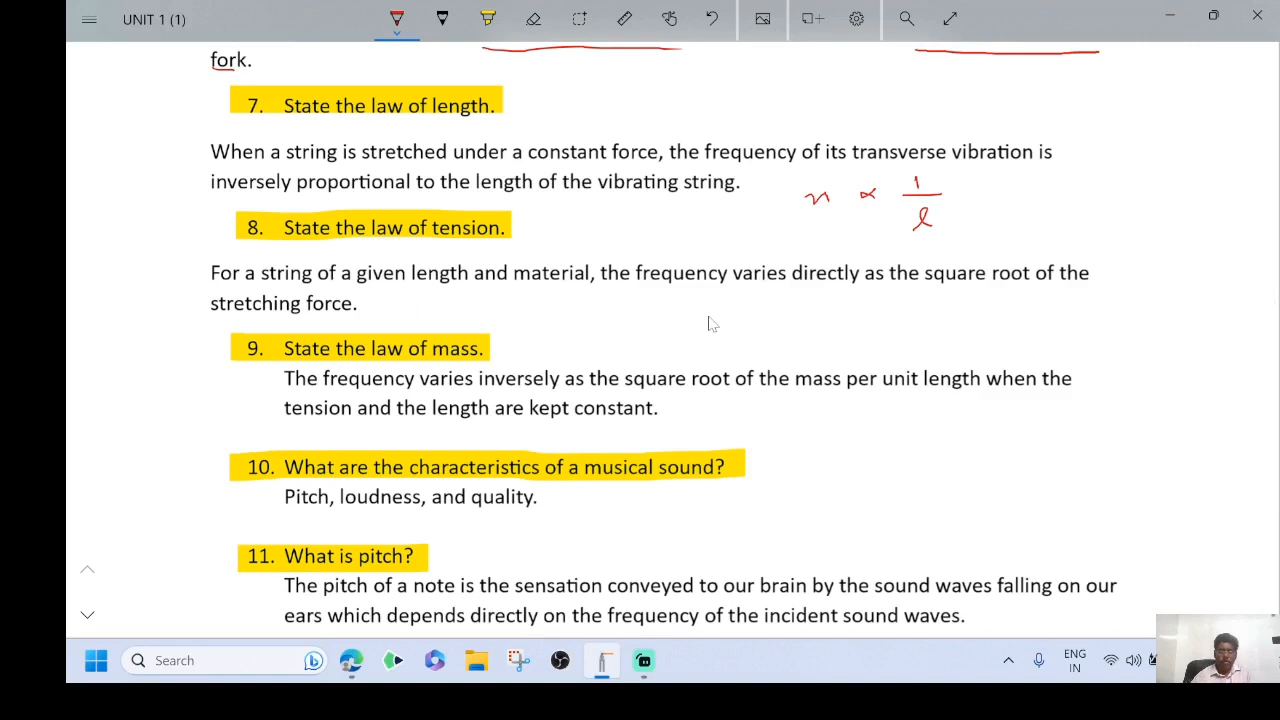 UNIT 1 (1)
fork.
7. State the law of length.
When a string is stretched under a constant force, the frequency of its transverse vibration is
inversely proportional to the length of the vibrating string.
n ∝ 1/l
8. State the law of tension.
For a string of a given length and material, the frequency varies directly as the square root of the
stretching force.
9. State the law of mass.
The frequency varies inversely as the square root of the mass per unit length when the
tension and the length are kept constant.
10. What are the characteristics of a musical sound?
Pitch, loudness, and quality.
11. What is pitch?
The pitch of a note is the sensation conveyed to our brain by the sound waves falling on our
ears which depends directly on the frequency of the incident sound waves.
Search
ENG
IN